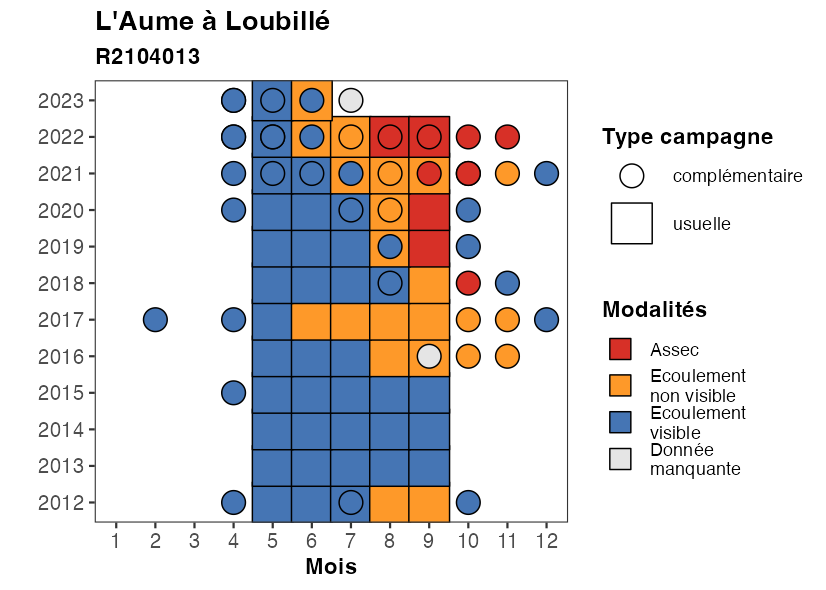 L'Aume à Loubillé
R2104013
2023
2022
2021
2020
2019
2018
2017
2016
2015
2014
2013
2012
1 2 3 4 5 6 7 8 9 10 11 12
Mois
Type campagne
complémentaire
usuelle
Modalités
Assec
Ecoulement
non visible
Ecoulement
visible
Donnée
manquante